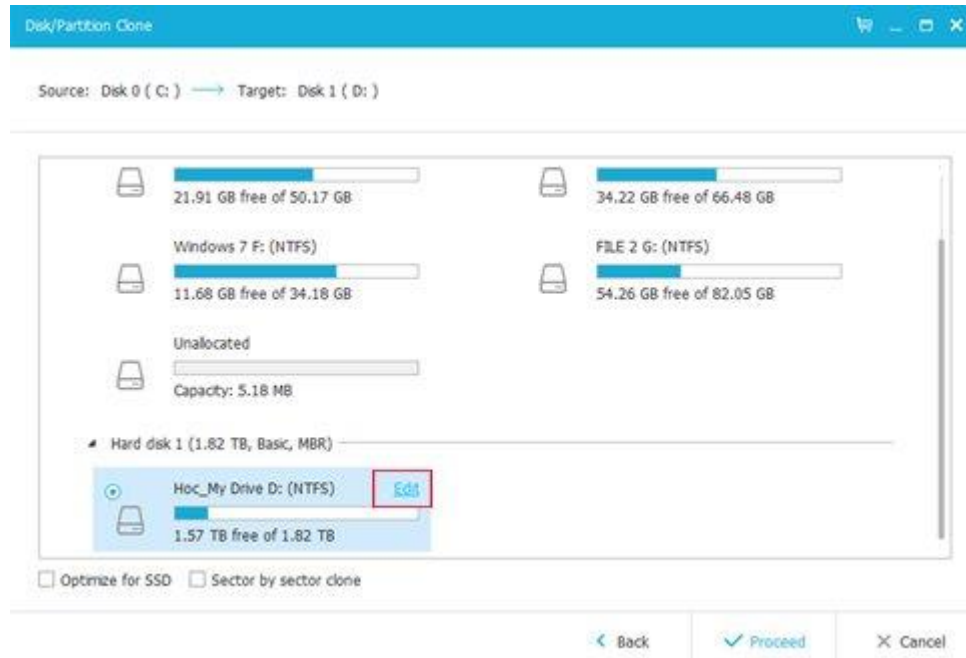 Disk/Partition Clone
Source: Disk 0 ( C: ) → Target: Disk 1 ( D: )
21.91 GB free of 50.17 GB
34.22 GB free of 66.48 GB
Windows 7 F: (NTFS)
FILE 2 G: (NTFS)
11.68 GB free of 34.18 GB
54.26 GB free of 82.05 GB
Unallocated
Capacity: 5.18 MB
Hard disk 1 (1.82 TB, Basic, MBR)
Hoc_My Drive D: (NTFS) Edit
1.57 TB free of 1.82 TB
Optimize for SSD Sector by sector clone
Back Proceed Cancel